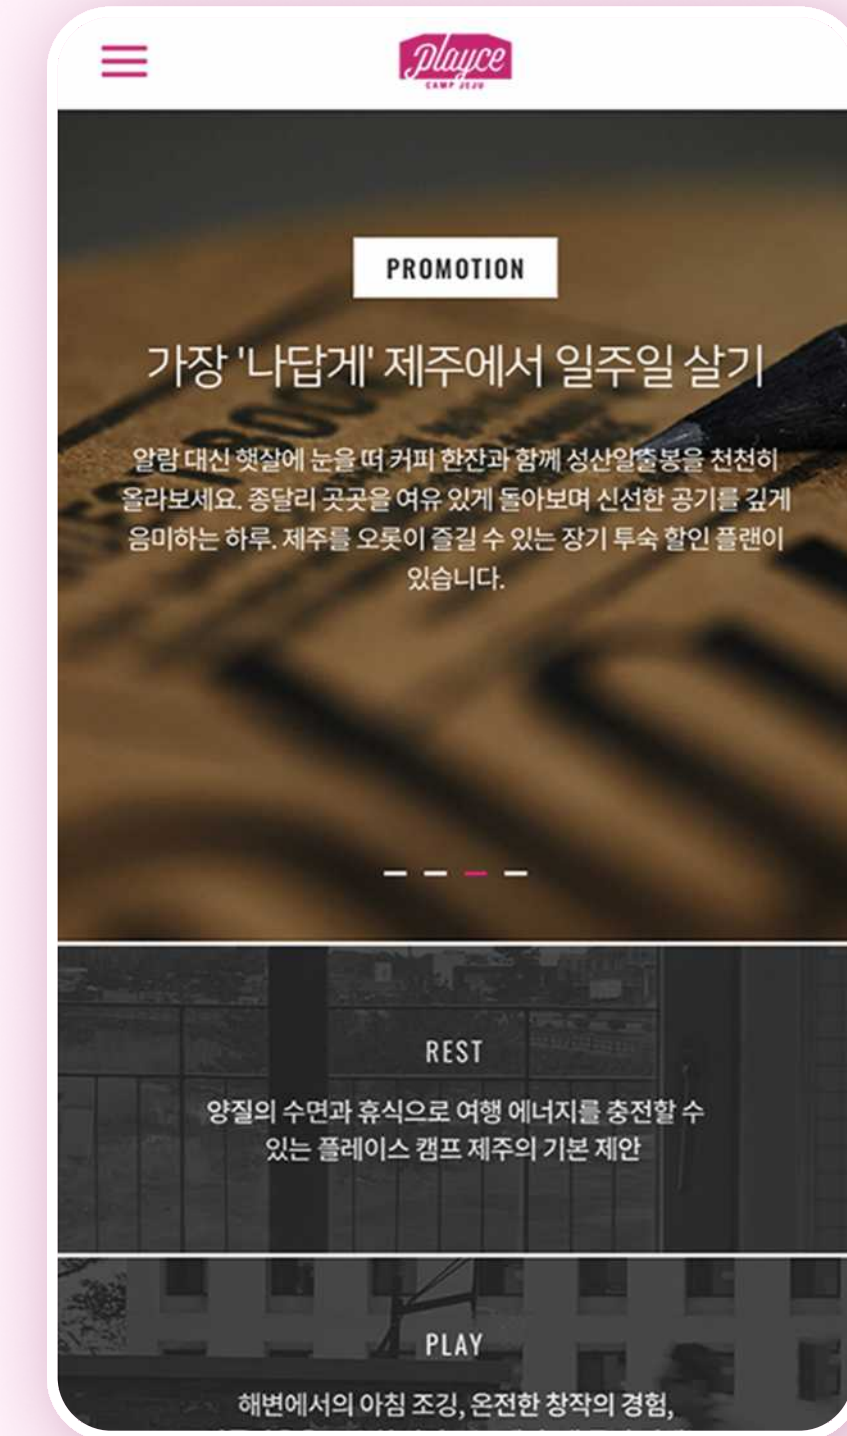 Playce
CAMP JEJU
PROMOTION
가장 '나답게' 제주에서 일주일 살기
알람 대신 햇살에 눈을 떠 커피 한잔과 함께 성산일출봉을 천천히
올라보세요. 종달리 곳곳을 여유 있게 돌아보며 신선한 공기를 깊게
음미하는 하루. 제주를 오롯이 즐길 수 있는 장기 투숙 할인 플랜이
있습니다.
REST
양질의 수면과 휴식으로 여행 에너지를 충전할 수
있는 플레이스 캠프 제주의 기본 제안
PLAY
해변에서의 아침 조깅, 온전한 창작의 경험,